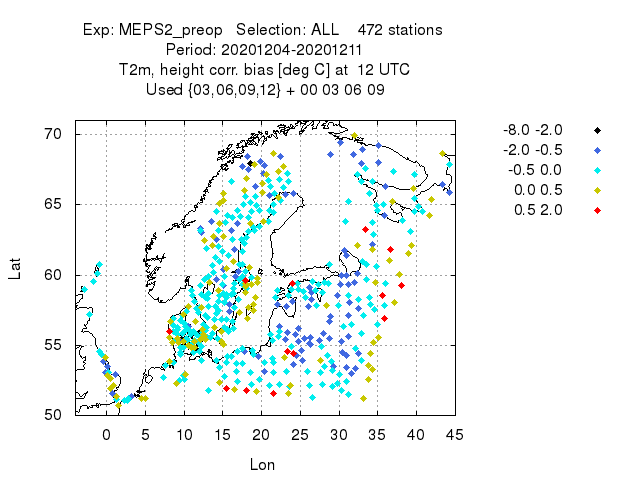 Exp: MEPS2_preop   Selection: ALL    472 stations
Period: 20201204-20201211
T2m, height corr. bias [deg C] at  12 UTC
Used {03,06,09,12} + 00 03 06 09
70
65
60
55
50
Lat
0 5 10 15 20 25 30 35 40 45
Lon
-8.0 -2.0
-2.0 -0.5
-0.5 0.0
0.0 0.5
0.5 2.0